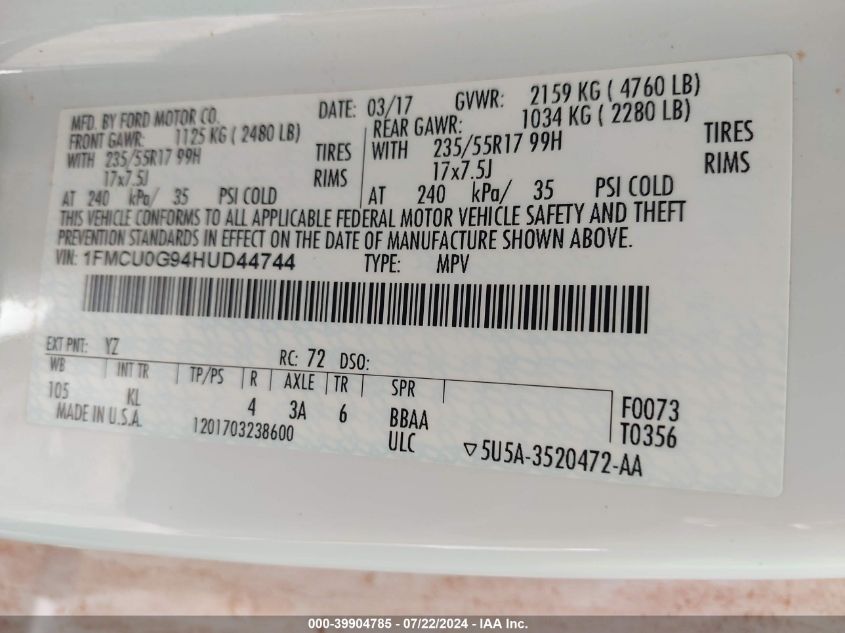 MFD. BY FORD MOTOR CO. DATE: 03/17 GVWR: 2159 KG ( 4760 LB)
FRONT GAWR: 1125 KG ( 2480 LB) REAR GAWR: 1034 KG ( 2280 LB)
WITH 235/55R17 99H TIRES WITH 235/55R17 99H TIRES
17x7.5J RIMS 17x7.5J RIMS
AT 240 kPa/ 35 PSI COLD AT 240 kPa/ 35 PSI COLD
THIS VEHICLE CONFORMS TO ALL APPLICABLE FEDERAL MOTOR VEHICLE SAFETY AND THEFT
PREVENTION STANDARDS IN EFFECT ON THE DATE OF MANUFACTURE SHOWN ABOVE.
VIN: 1FMCU0G94HUD44744 TYPE: MPV
EXT PNT: YZ RC: 72 DSO:
WB INT TR TP/PS R AXLE TR SPR
105 KL 4 3A 6 BBAA F0073
MADE IN U.S.A. 1201703238600 ULC T0356
5U5A-3520472-AA
000-39904785 - 07/22/2024 - IAA Inc.